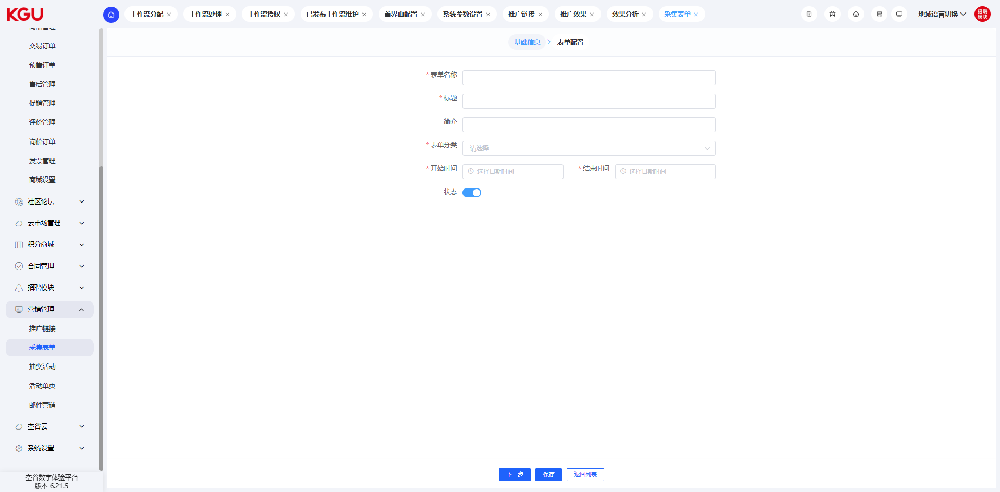 KGU
工作流分配
工作流处理
工作流授权
已发布工作流维护
首界面配置
系统参数设置
推广链接
推广效果
效果分析
采集表单
地域语言切换
招聘
模块
交易订单
预售订单
售后管理
促销管理
评价管理
询价订单
发票管理
商城设置
社区论坛
云市场管理
积分商城
合同管理
招聘模块
营销管理
推广链接
采集表单
抽奖活动
活动单页
邮件营销
空谷云
系统设置
空谷数字体验平台
版本 6.21.5
基础信息
表单配置
* 表单名称
* 标题
简介
* 表单分类 请选择
* 开始时间 选择日期时间 * 结束时间 选择日期时间
状态
下一步 保存 返回列表